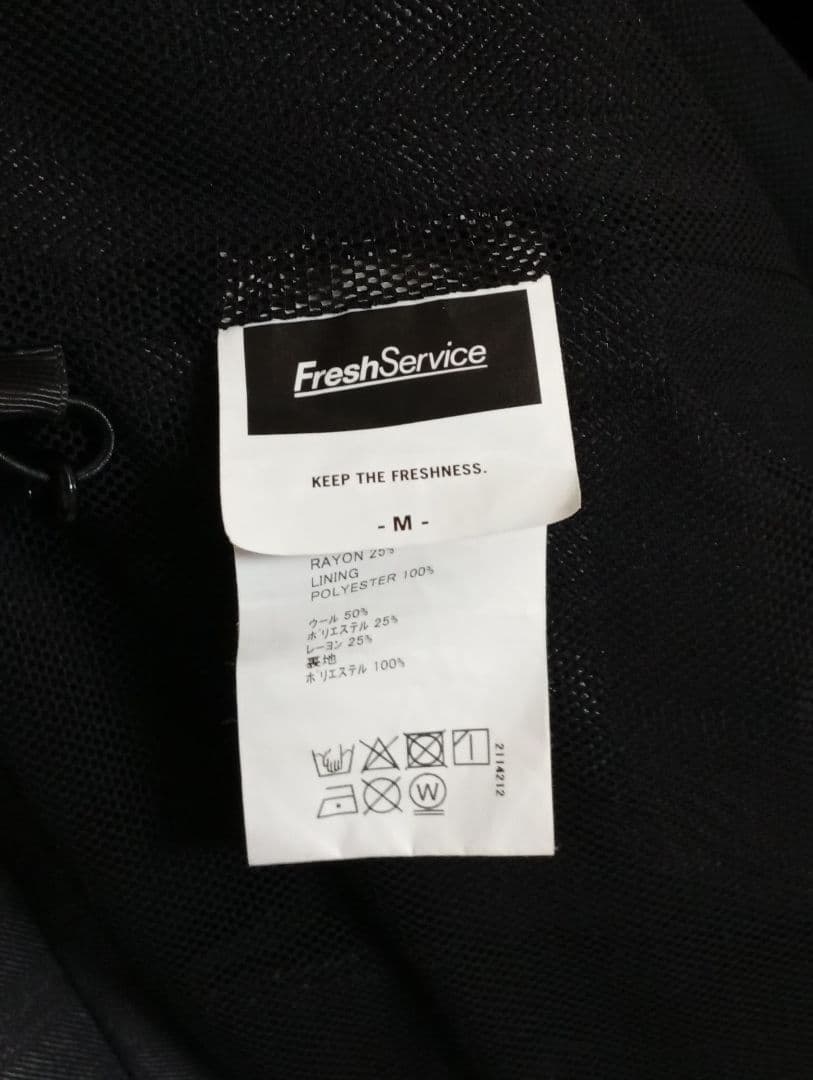 FreshService
KEEP THE FRESHNESS.
- M -
RAYON 25%
LINING
POLYESTER 100%
ウール 50%
ポリエステル 25%
レーヨン 25%
裏地
ポリエステル 100%
W
2114212